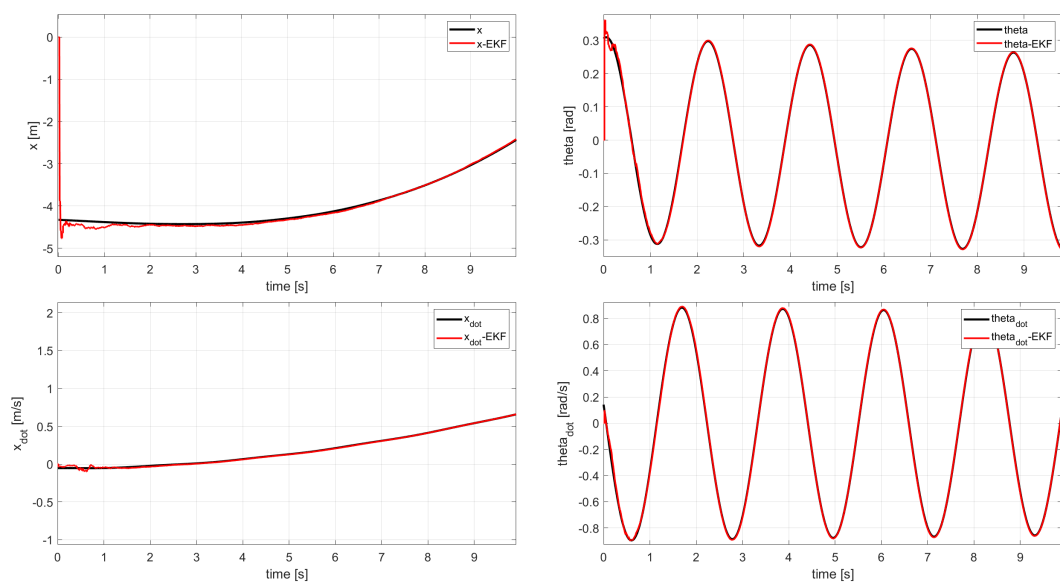 0
-1
-2
-3
-4
-5
x [m]
x
x-EKF
0 1 2 3 4 5 6 7 8 9
time [s]
0.3
0.2
0.1
0
-0.1
-0.2
-0.3
theta [rad]
theta
theta-EKF
0 1 2 3 4 5 6 7 8 9
time [s]
2
1.5
1
0.5
0
-0.5
-1
x_dot [m/s]
x_dot
x_dot-EKF
0 1 2 3 4 5 6 7 8 9
time [s]
0.8
0.6
0.4
0.2
0
-0.2
-0.4
-0.6
-0.8
theta_dot [rad/s]
theta_dot
theta_dot-EKF
0 1 2 3 4 5 6 7 8 9
time [s]